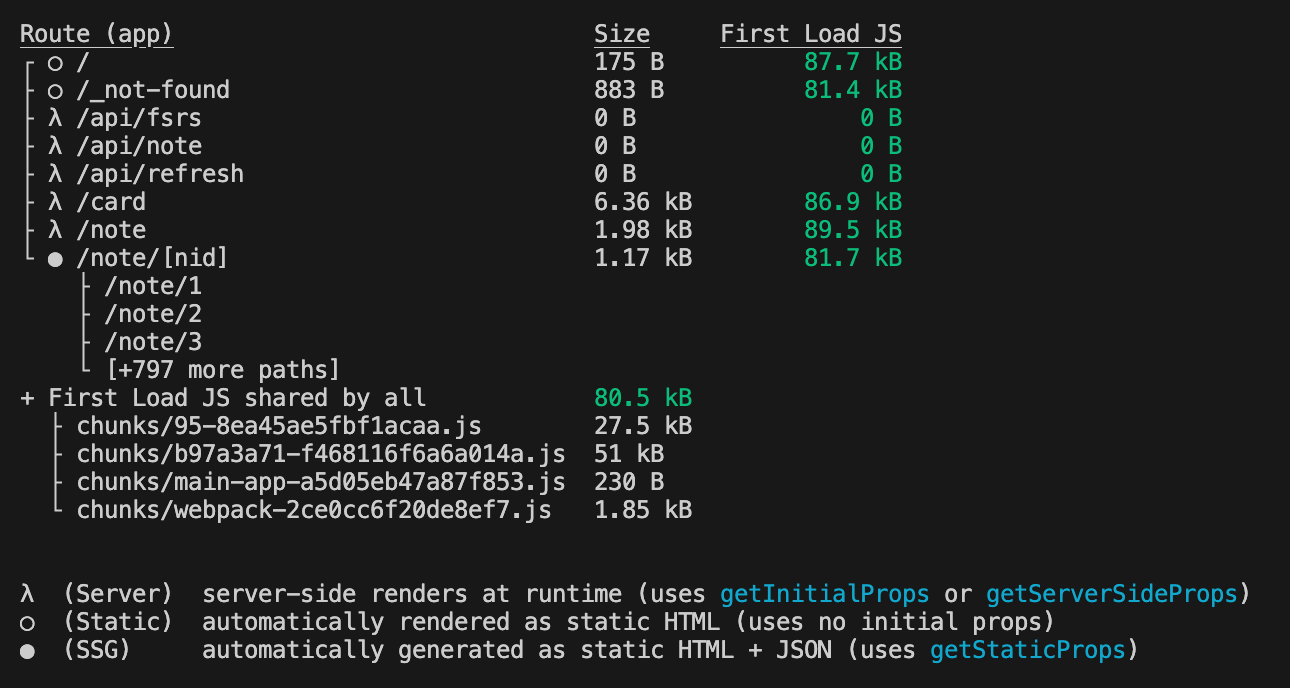 Route (app)                              Size     First Load JS
┌ ○ /                                    175 B          87.7 kB
├ ○ /_not-found                          883 B          81.4 kB
├ λ /api/fsrs                            0 B                0 B
├ λ /api/note                            0 B                0 B
├ λ /api/refresh                         0 B                0 B
├ λ /card                                6.36 kB        86.9 kB
├ λ /note                                1.98 kB        89.5 kB
└ ● /note/[nid]                          1.17 kB        81.7 kB
    ├ /note/1
    ├ /note/2
    ├ /note/3
    └ [+797 more paths]
+ First Load JS shared by all            80.5 kB
  ├ chunks/95-8ea45ae5fbf1acaa.js        27.5 kB
  ├ chunks/b97a3a71-f468116f6a6a014a.js  51 kB
  ├ chunks/main-app-a5d05eb47a87f853.js  230 B
  └ chunks/webpack-2ce0cc6f20de8ef7.js   1.85 kB
λ  (Server)  server-side renders at runtime (uses getInitialProps or getServerSideProps)
○  (Static)  automatically rendered as static HTML (uses no initial props)
●  (SSG)     automatically generated as static HTML + JSON (uses getStaticProps)